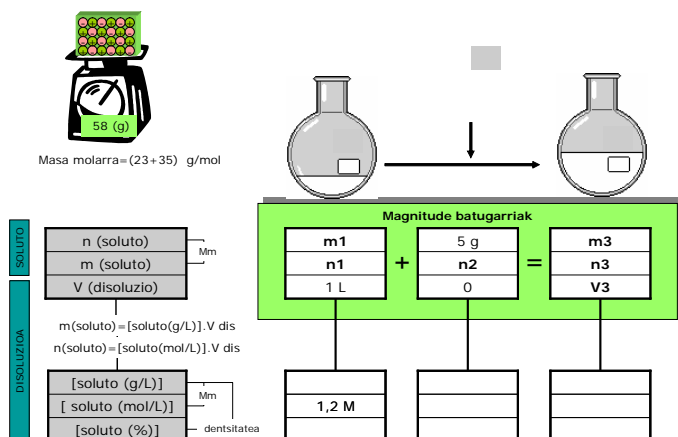 58 (g)
Masa molarra=(23+35) g/mol
Magnitude batugarriak
SOLUTO
n (soluto)
m (soluto)
V (disoluzio)
Mm
m1
n1
1 L
+
5 g
n2
0
=
m3
n3
V3
DISOLUZIOA
m(soluto)=[soluto(g/L)].V dis
n(soluto)=[soluto(mol/L)].V dis
[soluto (g/L)]
[ soluto (mol/L)]
[soluto (%)]
Mm
dentsitatea
1,2 M